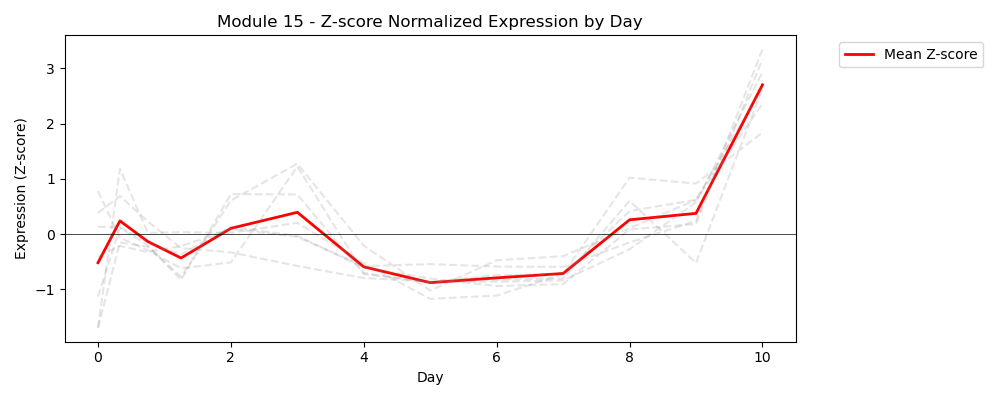 Module 15 - Z-score Normalized Expression by Day
Mean Z-score
Expression (Z-score)
3
2
1
0
−1
0
2
4
6
8
10
Day